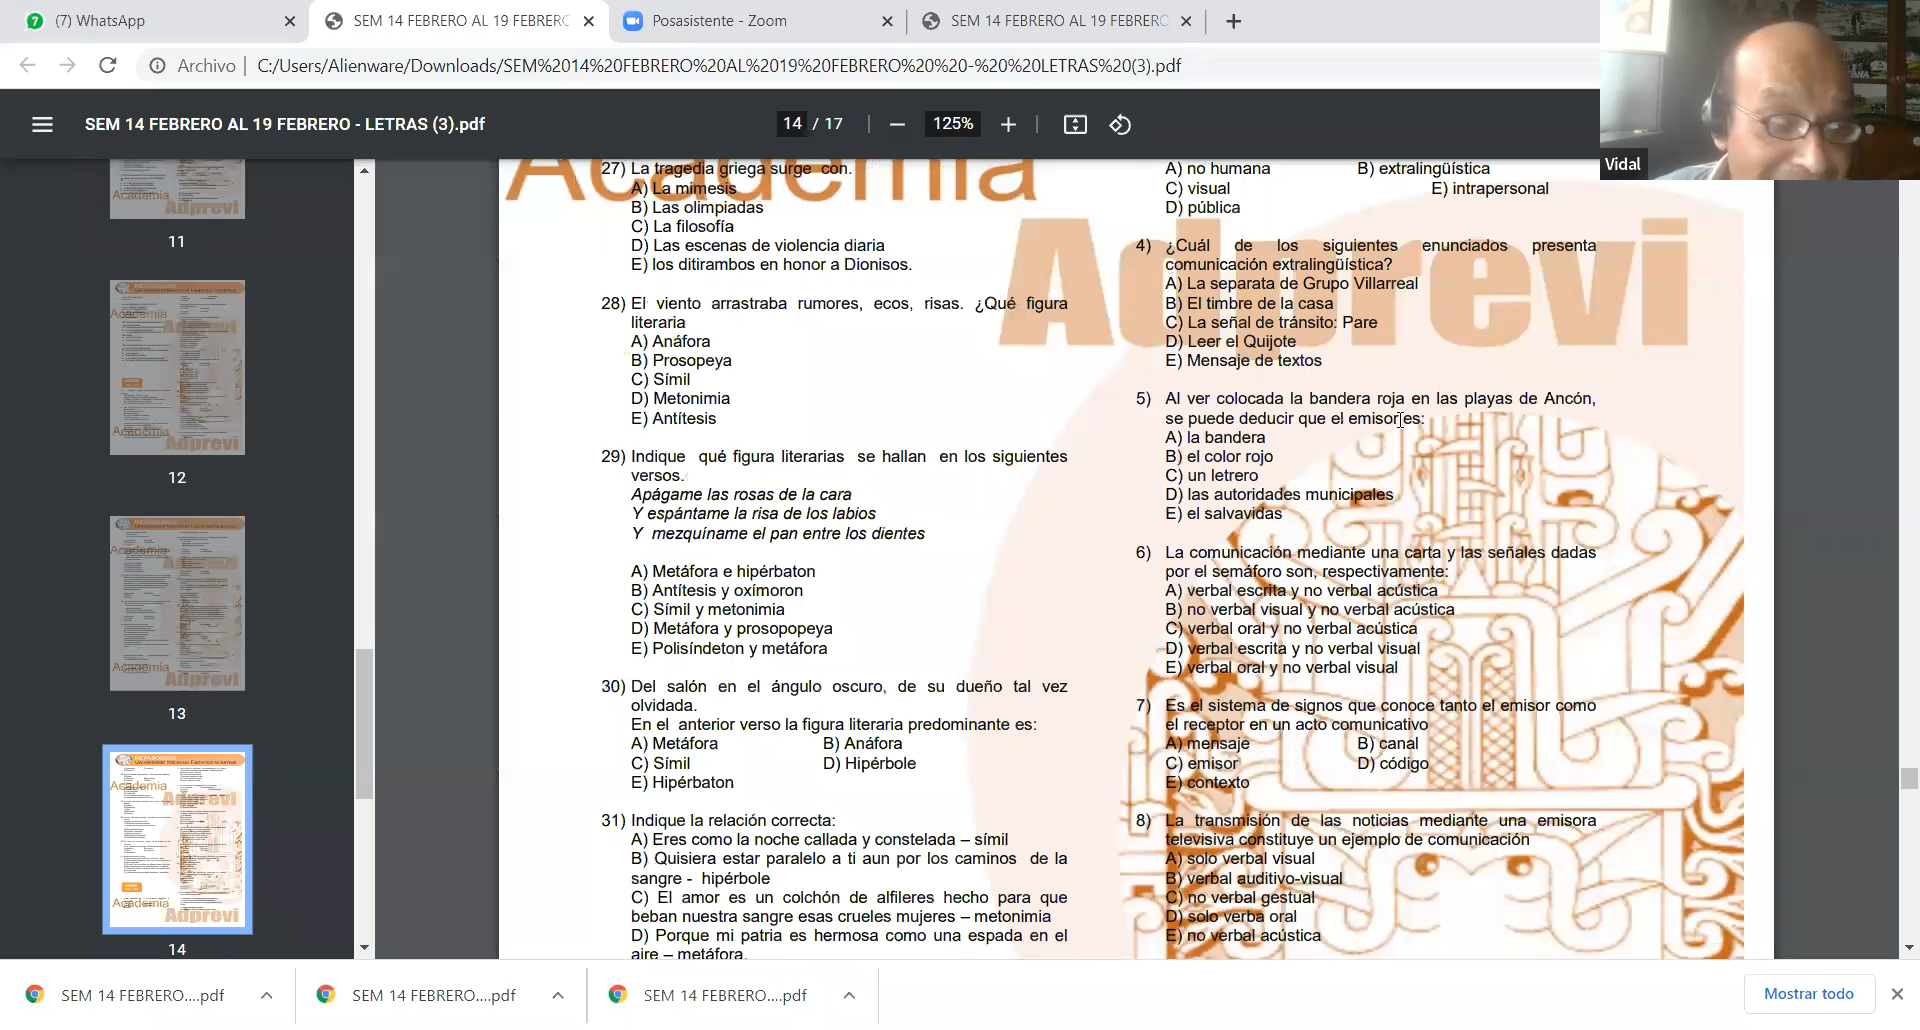 (7) WhatsApp
SEM 14 FEBRERO AL 19 FEBRERO
Posasistente - Zoom
SEM 14 FEBRERO AL 19 FEBRERO
Archivo
C:/Users/Alienware/Downloads/SEM%2014%20FEBRERO%20AL%2019%20FEBRERO%20%20-%20%20LETRAS%20(3).pdf
SEM 14 FEBRERO AL 19 FEBRERO - LETRAS (3).pdf
14 / 17
125%
Vidal
11
12
13
14
Academia
Adprevi
27) La tragedia griega surge con.
A) La mimesis
B) Las olimpiadas
C) La filosofía
D) Las escenas de violencia diaria
E) los ditirambos en honor a Dionisos.
28) El viento arrastraba rumores, ecos, risas. ¿Qué figura
literaria
A) Anáfora
B) Prosopeya
C) Símil
D) Metonimia
E) Antítesis
29) Indique qué figura literarias se hallan en los siguientes
versos.
Apágame las rosas de la cara
Y espántame la risa de los labios
Y mezquíname el pan entre los dientes
A) Metáfora e hipérbaton
B) Antítesis y oxímoron
C) Símil y metonimia
D) Metáfora y prosopopeya
E) Polisíndeton y metáfora
30) Del salón en el ángulo oscuro, de su dueño tal vez
olvidada.
En el anterior verso la figura literaria predominante es:
A) Metáfora B) Anáfora
C) Símil D) Hipérbole
E) Hipérbaton
31) Indique la relación correcta:
A) Eres como la noche callada y constelada – símil
B) Quisiera estar paralelo a ti aun por los caminos de la
sangre - hipérbole
C) El amor es un colchón de alfileres hecho para que
beban nuestra sangre esas crueles mujeres – metonimia
D) Porque mi patria es hermosa como una espada en el
aire – metáfora.
A) no humana B) extralingüística
C) visual E) intrapersonal
D) pública
4) ¿Cuál de los siguientes enunciados presenta
comunicación extralingüística?
A) La separata de Grupo Villarreal
B) El timbre de la casa
C) La señal de tránsito: Pare
D) Leer el Quijote
E) Mensaje de textos
5) Al ver colocada la bandera roja en las playas de Ancón,
se puede deducir que el emisor es:
A) la bandera
B) el color rojo
C) un letrero
D) las autoridades municipales
E) el salvavidas
6) La comunicación mediante una carta y las señales dadas
por el semáforo son, respectivamente:
A) verbal escrita y no verbal acústica
B) no verbal visual y no verbal acústica
C) verbal oral y no verbal acústica
D) verbal escrita y no verbal visual
E) verbal oral y no verbal visual
7) Es el sistema de signos que conoce tanto el emisor como
el receptor en un acto comunicativo
A) mensaje B) canal
C) emisor D) código
E) contexto
8) La transmisión de las noticias mediante una emisora
televisiva constituye un ejemplo de comunicación
A) solo verbal visual
B) verbal auditivo-visual
C) no verbal gestual
D) solo verba oral
E) no verbal acústica
SEM 14 FEBRERO....pdf
SEM 14 FEBRERO....pdf
SEM 14 FEBRERO....pdf
Mostrar todo